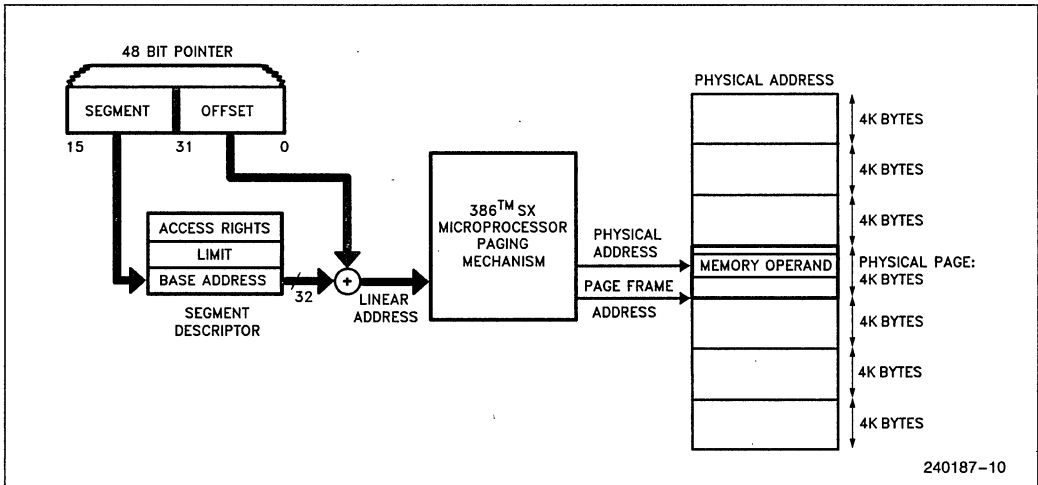 48 BIT POINTER
SEGMENT
OFFSET
15
31
0
ACCESS RIGHTS
LIMIT
BASE ADDRESS
SEGMENT
DESCRIPTOR
32
+
LINEAR
ADDRESS
386™ SX
MICROPROCESSOR
PAGING
MECHANISM
PHYSICAL
ADDRESS
PAGE FRAME
ADDRESS
PHYSICAL ADDRESS
MEMORY OPERAND
4K BYTES
4K BYTES
4K BYTES
PHYSICAL PAGE:
4K BYTES
4K BYTES
4K BYTES
4K BYTES
240187-10